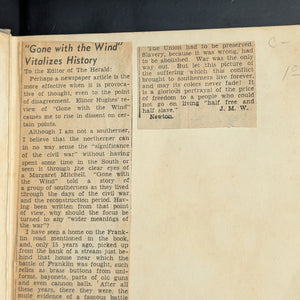 "Gone with the Wind"
Vitalizes History
To the Editor of The Herald:
Perhaps a newspaper article is the
more effective when it is provoca-
tive of thought, even to the point
of disagreement. Elinor Hughes' re-
view of "Gone with the Wind"
causes me to rise to dissent on cer-
tain points.
Although I am not a southerner,
I believe that the northerner can
in no way sense the "significance
of the civil war" without having
spent some time in the South or
seen is through the clear eyes of
a Margaret Mitchell. "Gone with
the Wind" told a story of
a group of southerners as they lived
through the days of the civil war
and the reconstruction period. Having
been written from that point
of view, why should the focus be
turned to any "wider meanings of
the war"?
I have seen a home on the Frank-
lin road mentioned in the book,
and, only 15 years ago, picked up
from the bank of a stream just be-
hind that house near which the
battle of Franklin was fought, such
relics as brass buttons from uni-
forms, bayonets, parts of old guns
and even cannon balls. After all
these years, there they were, the
mute evidence of a famous battle
The Union had to be preserved.
Slavery, because it was wrong, had
to be abolished. War was the only
way out. But let this picture of
the suffering which this conflict
brought to southerners live forever,
and may its colors never fade! It
is a glorious portrayal of the price
of freedom to a people who could
not go on living "half free and
half slave." J. M. W.
Newton.